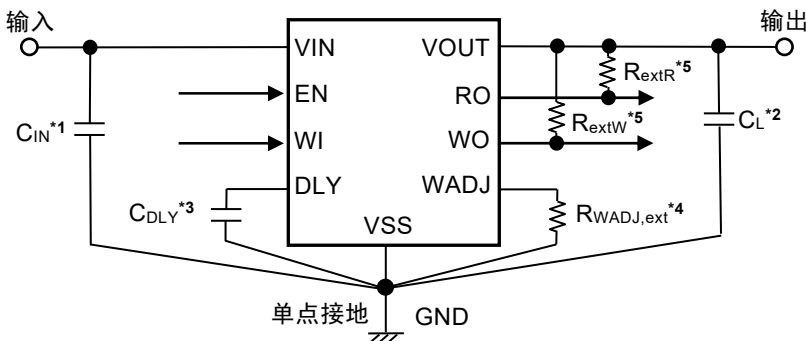 输入
输出
VIN
VOUT
EN
RO
WI
WO
DLY
WADJ
VSS
CIN*1
CDLY*3
RextR*5
RextW*5
CL*2
RWADJ,ext*4
单点接地
GND